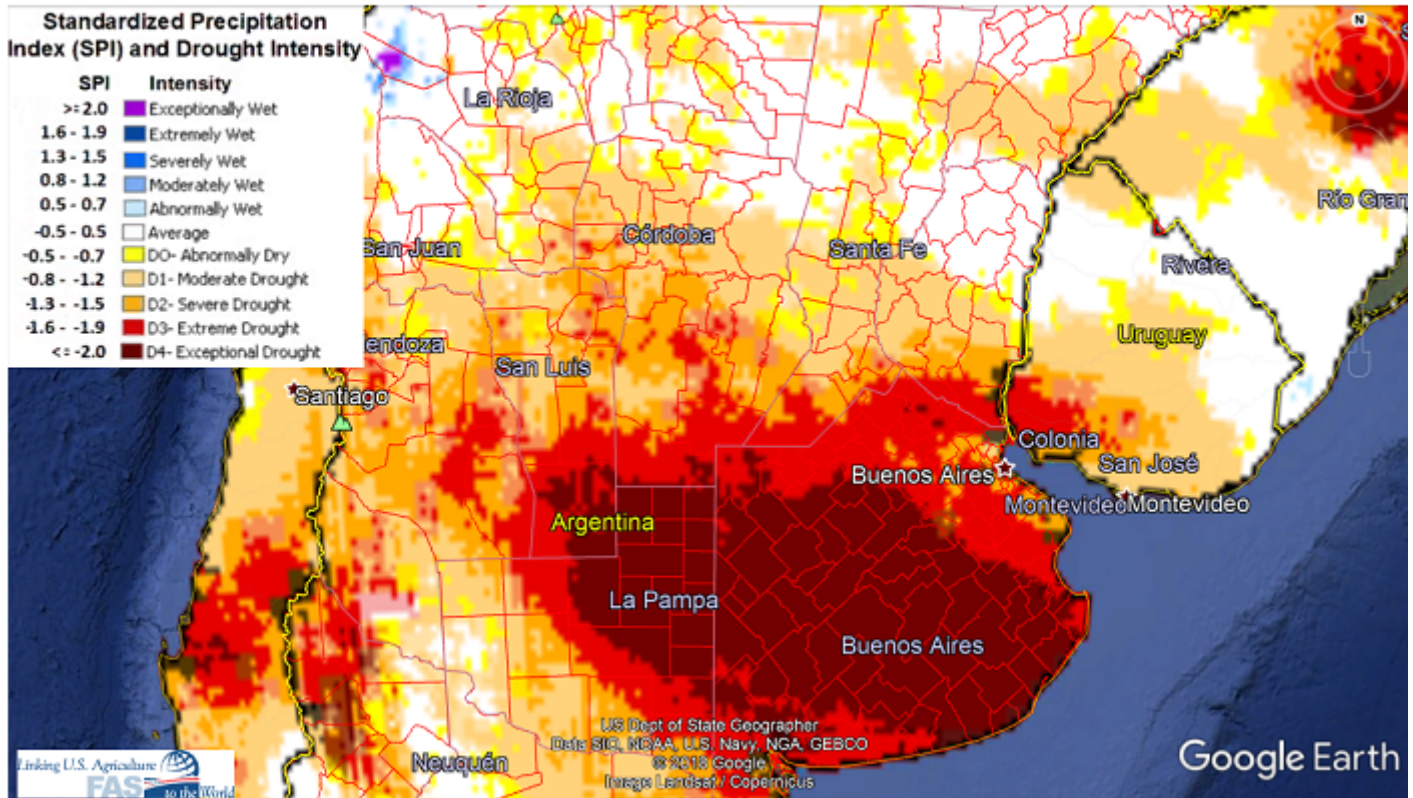 Standardized Precipitation
Index (SPI) and Drought Intensity
SPI Intensity
>= 2.0 Exceptionally Wet
1.6 - 1.9 Extremely Wet
1.3 - 1.5 Severely Wet
0.8 - 1.2 Moderately Wet
0.5 - 0.7 Abnormally Wet
-0.5 - 0.5 Average
-0.5 - -0.7 D0- Abnormally Dry
-0.8 - -1.2 D1- Moderate Drought
-1.3 - -1.5 D2- Severe Drought
-1.6 - -1.9 D3- Extreme Drought
<= -2.0 D4- Exceptional Drought
N
La Rioja
Río Gran
San Juan
Córdoba
Santa Fe
Rivera
Uruguay
endoza
San Luis
Santiago
Colonia
San José
Buenos Aires
Montevideo
Montevideo
Argentina
La Pampa
Buenos Aires
Neuquén
US Dept of State Geographer
Data SIO, NOAA, U.S. Navy, NGA, GEBCO
© 2018 Google
Image Landsat / Copernicus
Google Earth
Linking U.S. Agriculture
FAS
to the World